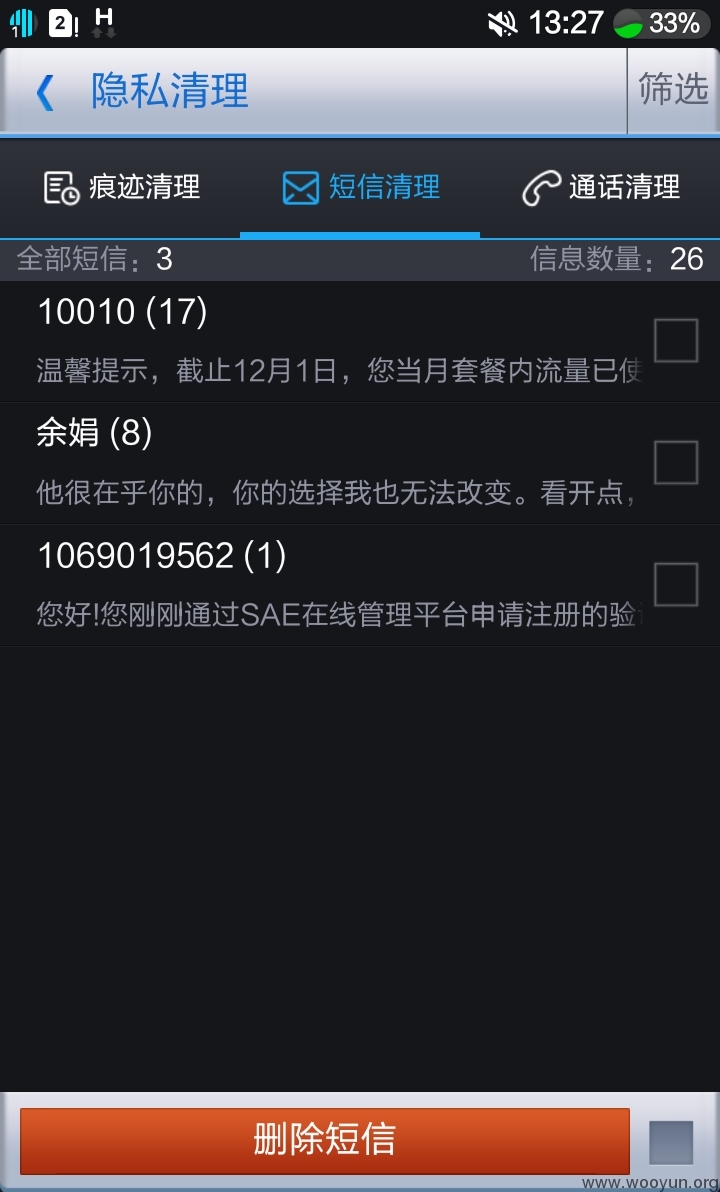 1 2! H 13:27 33%
隐私清理 筛选
痕迹清理 短信清理 通话清理
全部短信：3 信息数量：26
10010 (17)
温馨提示，截止12月1日，您当月套餐内流量已使
余娟 (8)
他很在乎你的，你的选择我也无法改变。看开点，
1069019562 (1)
您好!您刚刚通过SAE在线管理平台申请注册的验
删除短信
www.wooyun.org